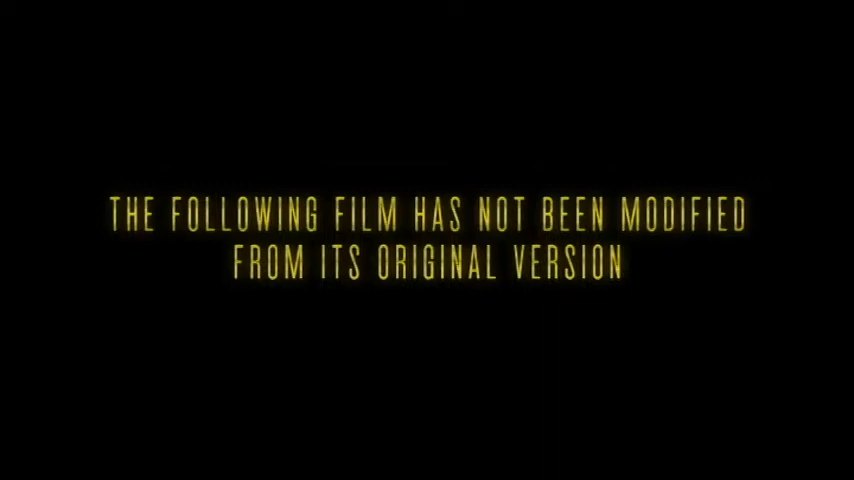 THE FOLLOWING FILM HAS NOT BEEN MODIFIED
FROM ITS ORIGINAL VERSION